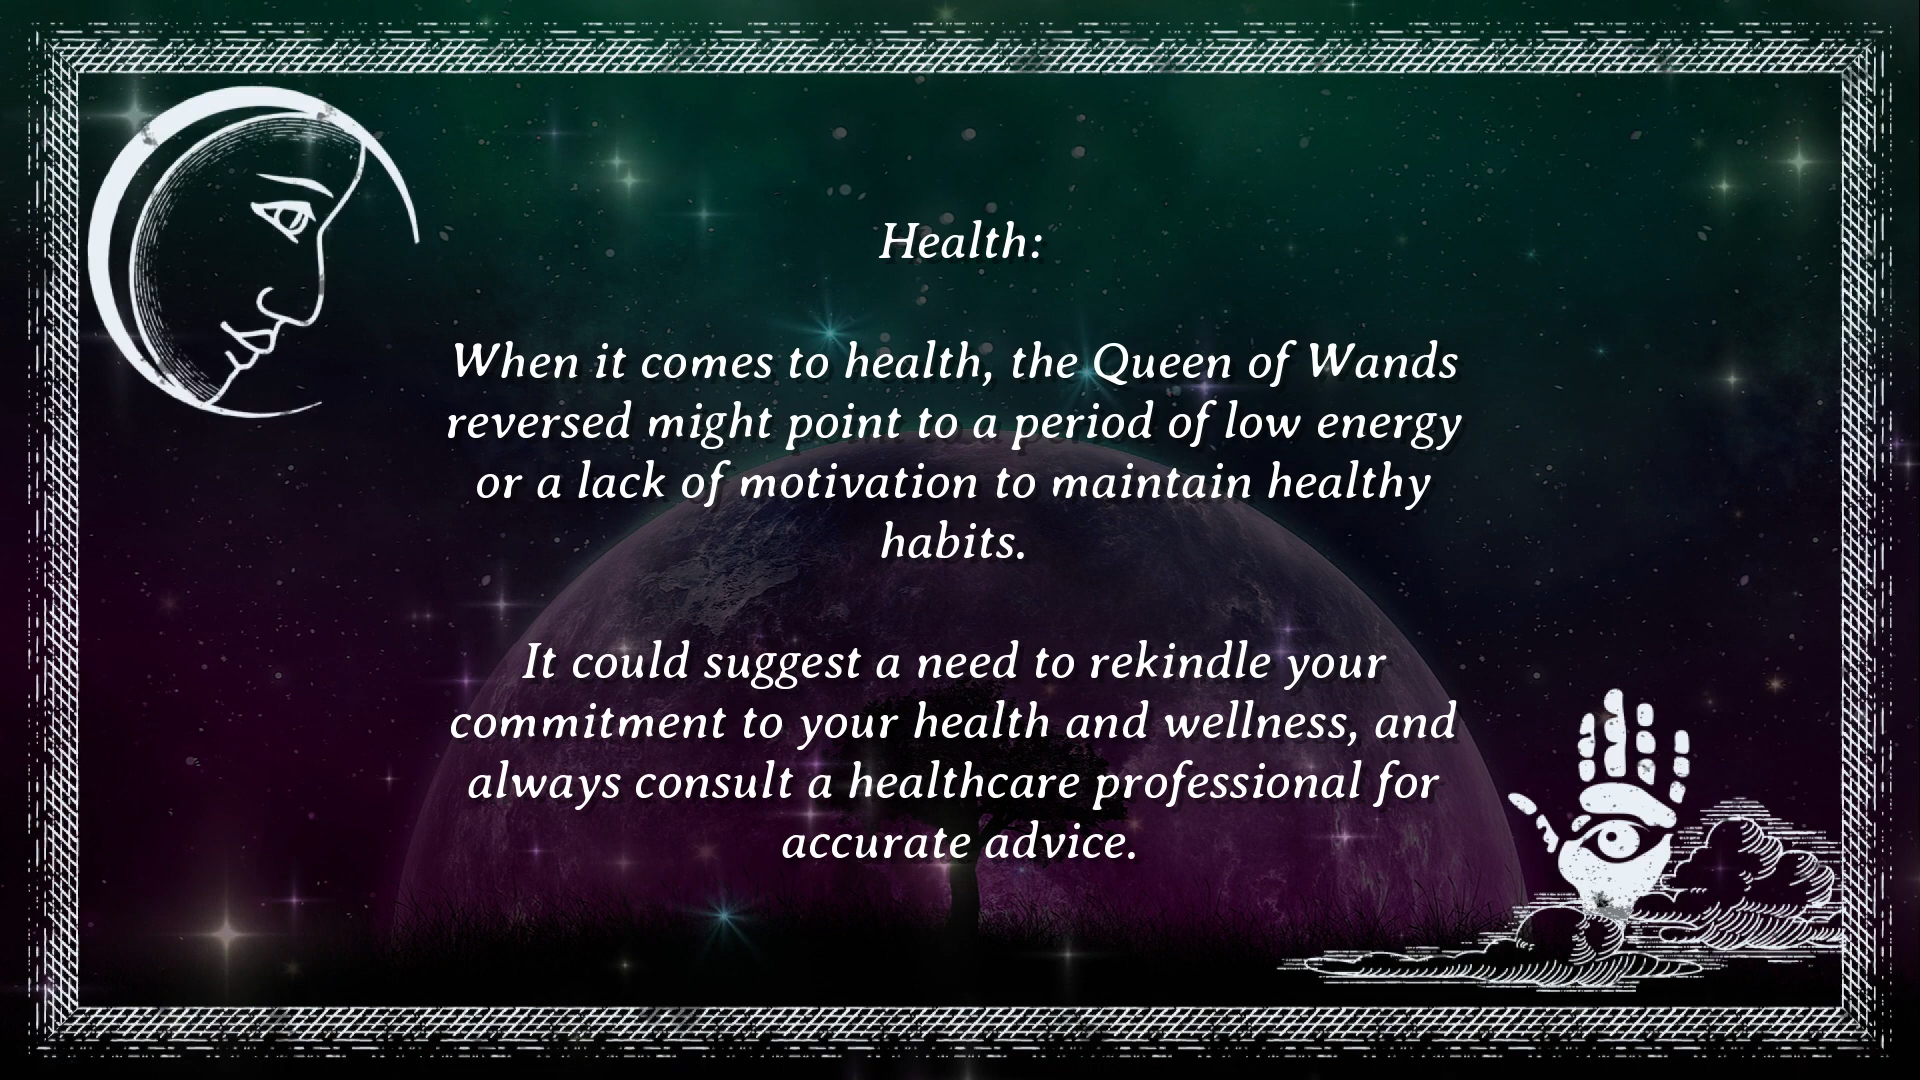 Health:
When it comes to health, the Queen of Wands
reversed might point to a period of low energy
or a lack of motivation to maintain healthy
habits.
It could suggest a need to rekindle your
commitment to your health and wellness, and
always consult a healthcare professional for
accurate advice.